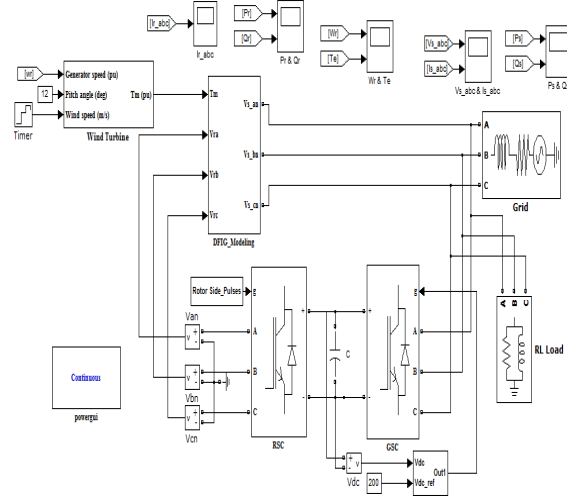 [Ir_abc]
Ir_abc
[Pr]
[Qr]
Pr & Qr
[Wr]
[Te]
Wr & Te
[Vs_abc]
[Is_abc]
Vs_abc & Is_abc
[Ps]
[Qs]
Ps & Qs
[wr]
Generator speed (pu)
12
Pitch angle (deg)
Tm (pu)
Wind speed (m/s)
Timer
Wind Turbine
Tm
Vra
Vrb
Vrc
Vs_an
Vs_bn
Vs_cn
DFIG_Modeling
A
B
C
Grid
Rotor Side_Pulses
g
A
B
C
+
-
RSC
C
g
+
-
A
B
C
GSC
A B C
RL Load
Van
+
-
v
Vbn
+
-
v
Vcn
+
-
v
Continuous
powergui
+
-
v
Vdc
200
Vdc
Vdc_ref
Out1